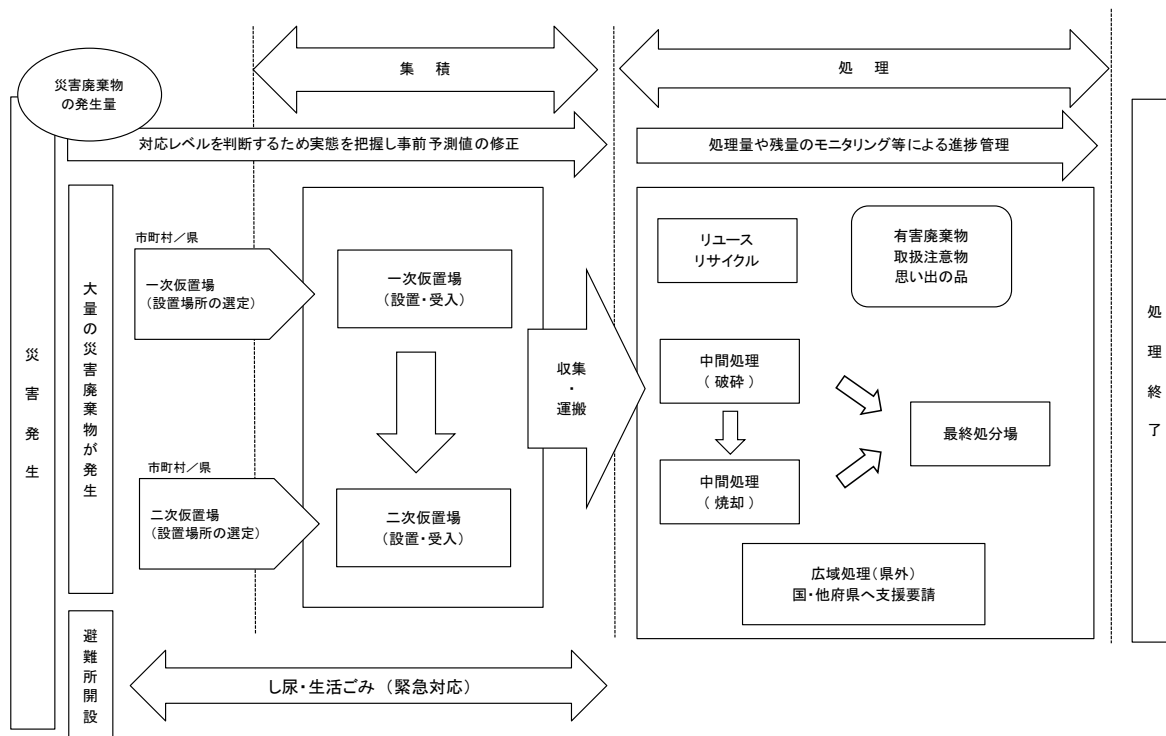 災害廃棄物
の発生量
集　積
処　理
対応レベルを判断するため実態を把握し事前予測値の修正
処理量や残量のモニタリング等による進捗管理
災害発生
大量の災害廃棄物が発生
市町村／県
一次仮置場
（設置場所の選定）
一次仮置場
（設置・受入）
市町村／県
二次仮置場
（設置場所の選定）
二次仮置場
（設置・受入）
収集
・
運搬
リユース
リサイクル
有害廃棄物
取扱注意物
思い出の品
中間処理
（ 破砕 ）
中間処理
（ 焼却 ）
最終処分場
広域処理（県外）
国・他府県へ支援要請
処理終了
避難所開設
し尿・生活ごみ （緊急対応）